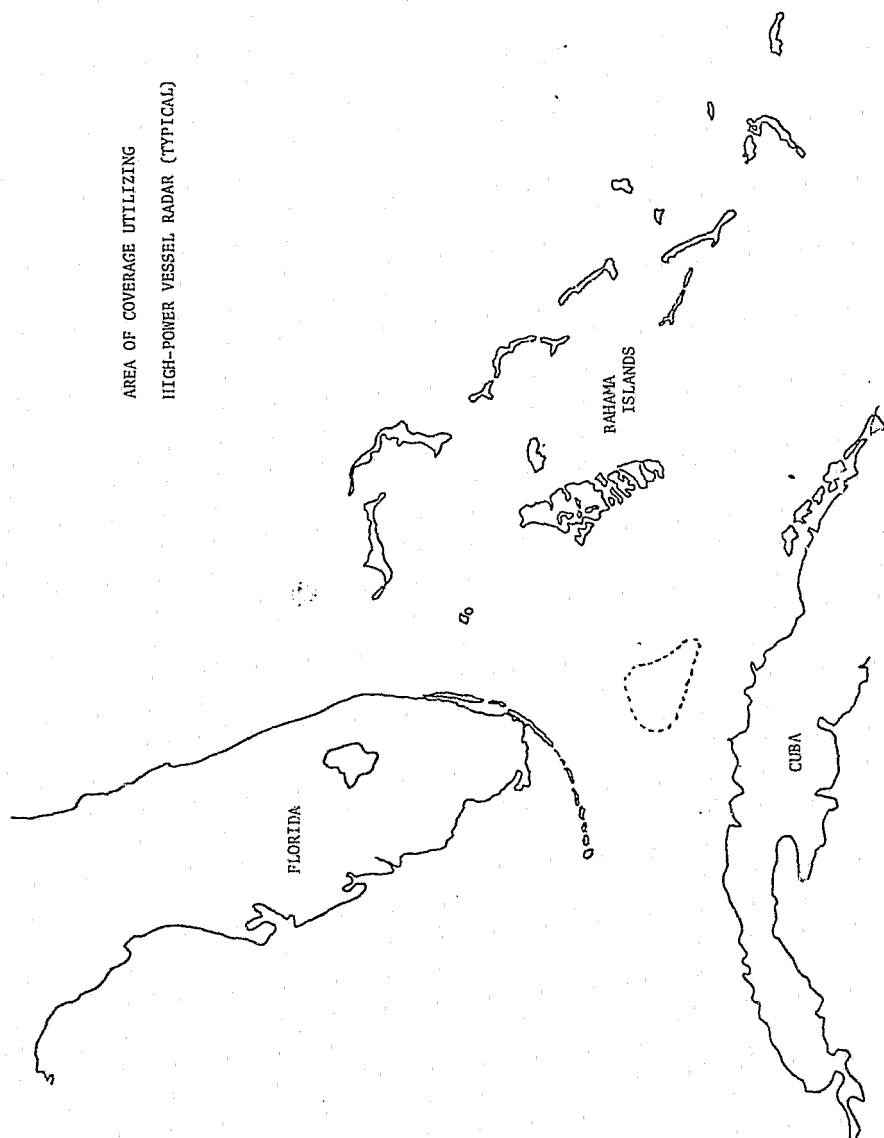 AREA OF COVERAGE UTILIZING
HIGH-POWER VESSEL RADAR (TYPICAL)
FLORIDA
BAHAMA
ISLANDS
CUBA